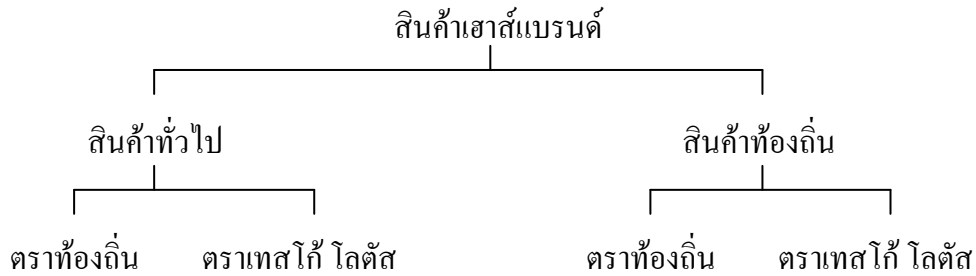 สินค้าเฮาส์แบรนด์
สินค้าทั่วไป สินค้าท้องถิ่น
ตราท้องถิ่น ตราเทสโก้ โลตัส ตราท้องถิ่น ตราเทสโก้ โลตัส